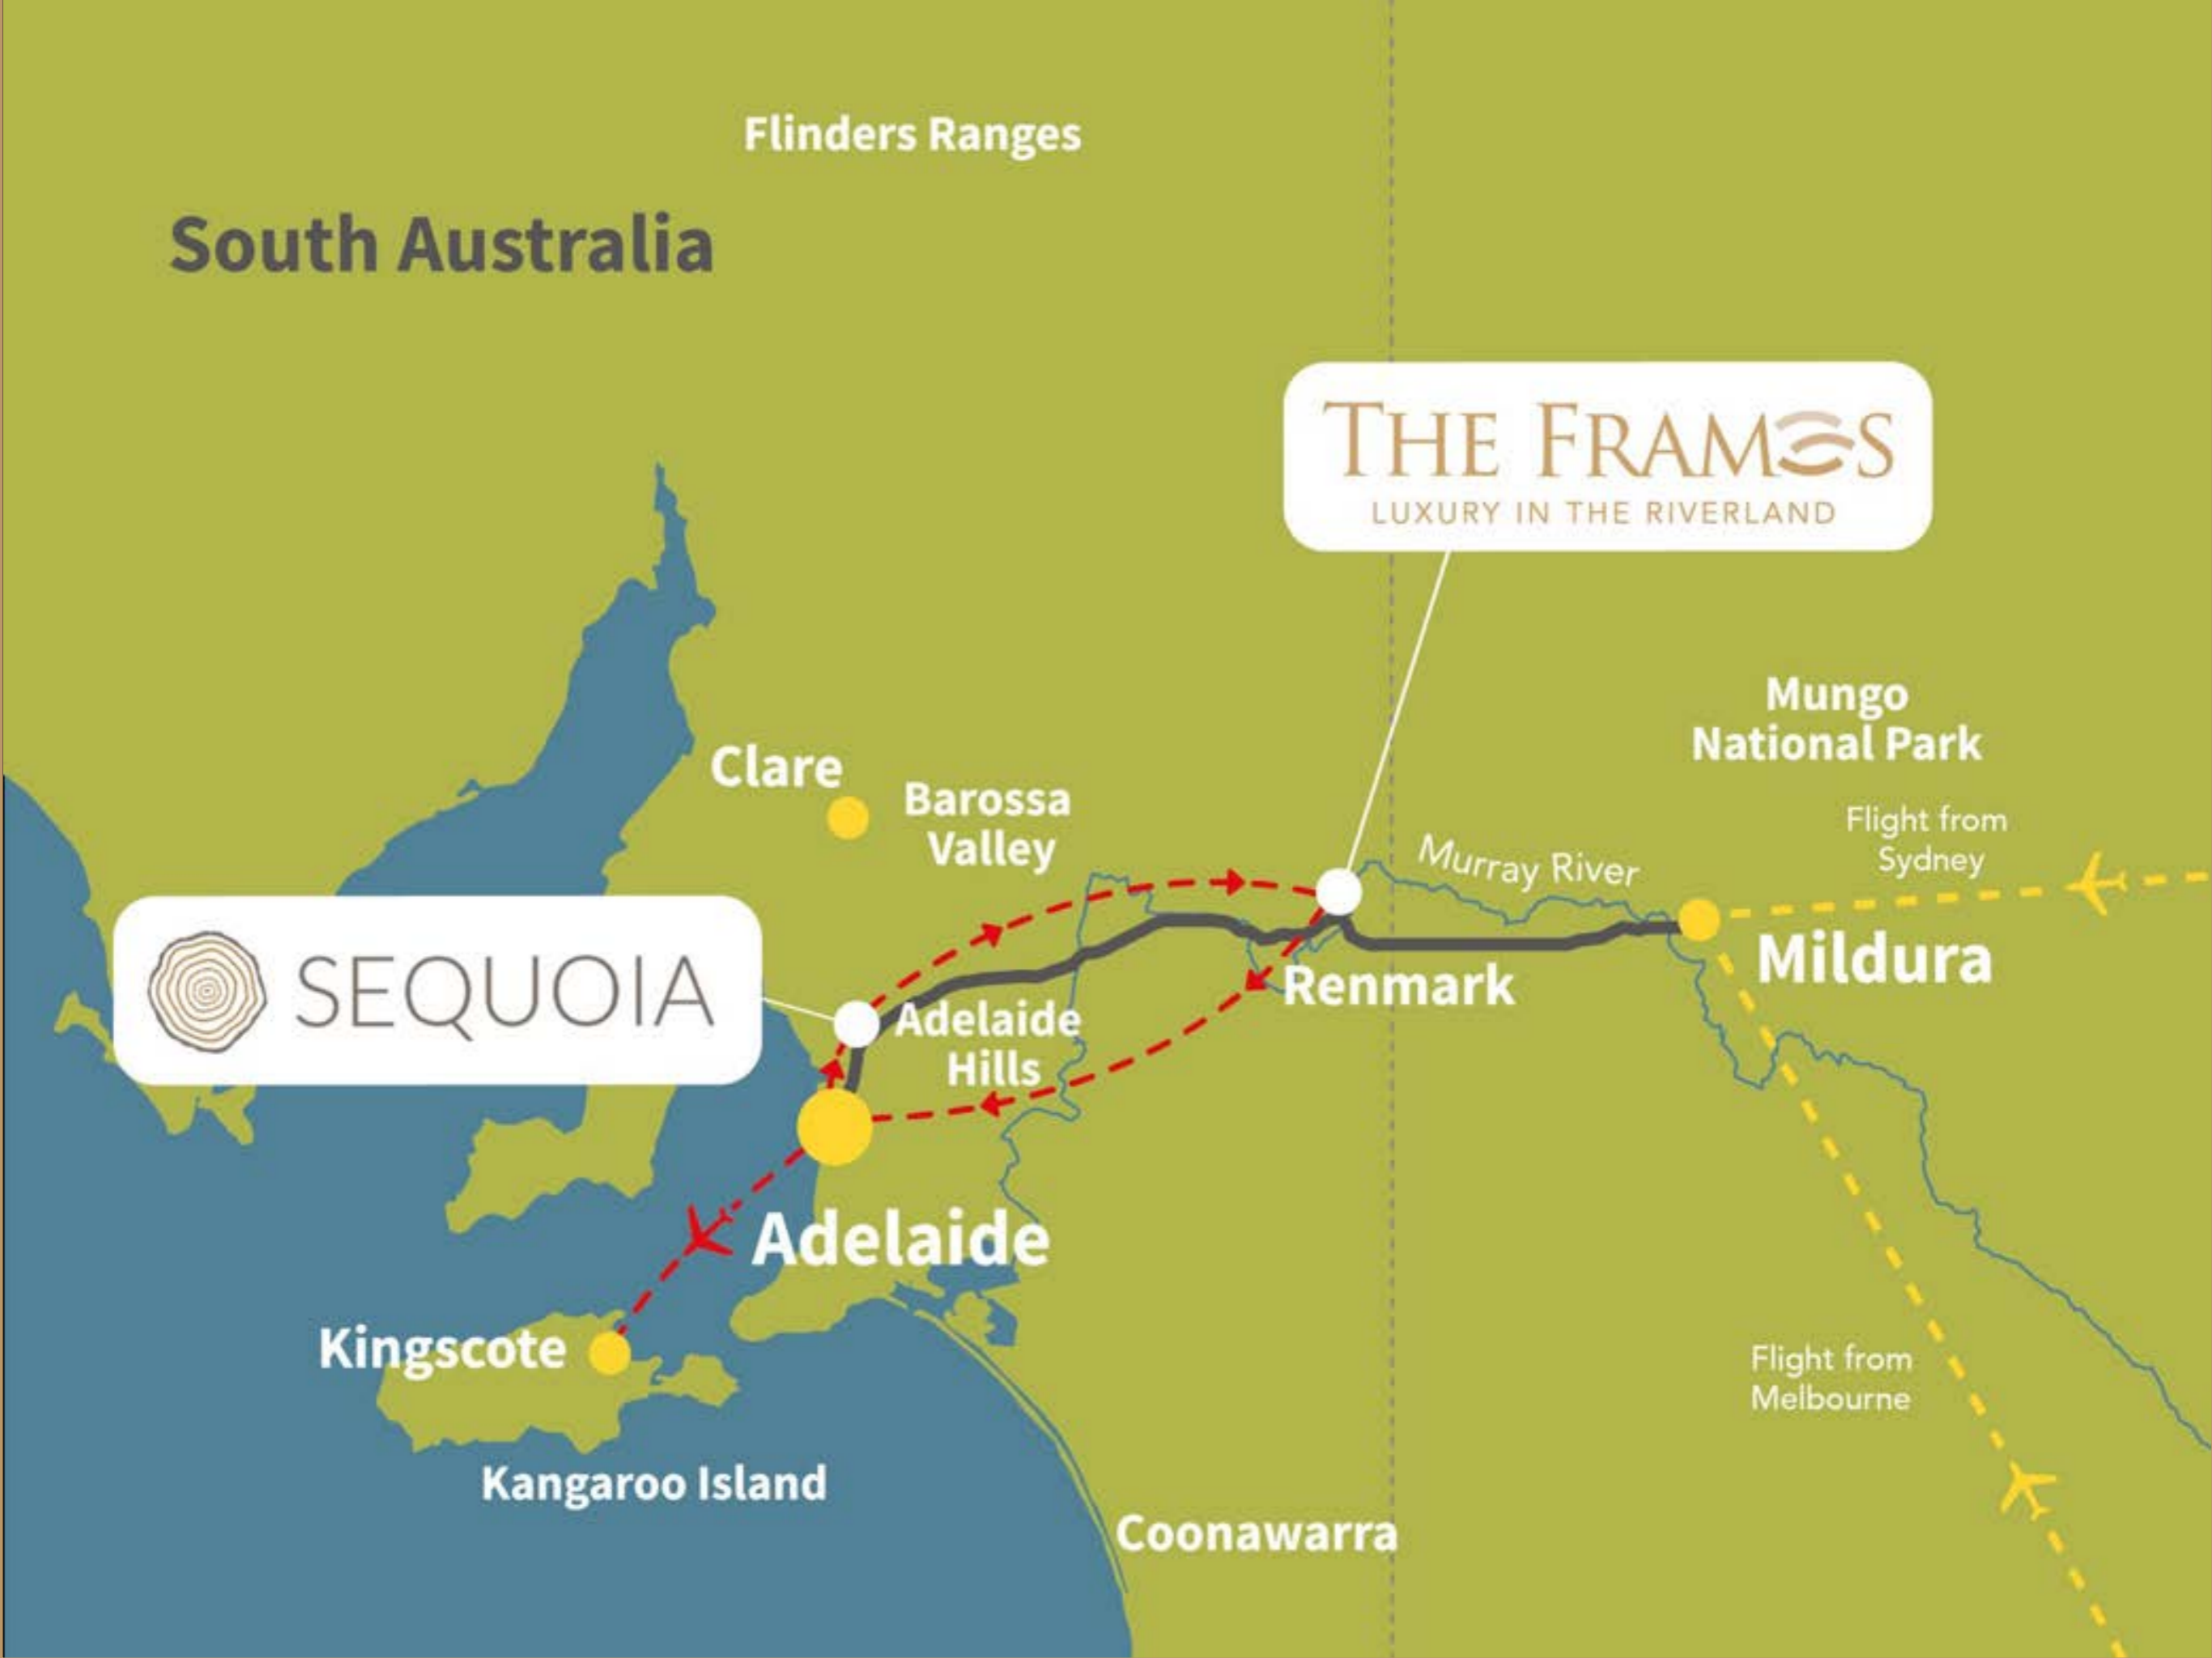 Flinders Ranges
South Australia
THE FRAMES
LUXURY IN THE RIVERLAND
Mungo
National Park
Clare
Barossa
Valley
Flight from
Sydney
Murray River
Mildura
SEQUOIA
Renmark
Adelaide
Hills
Adelaide
Kingscote
Flight from
Melbourne
Kangaroo Island
Coonawarra